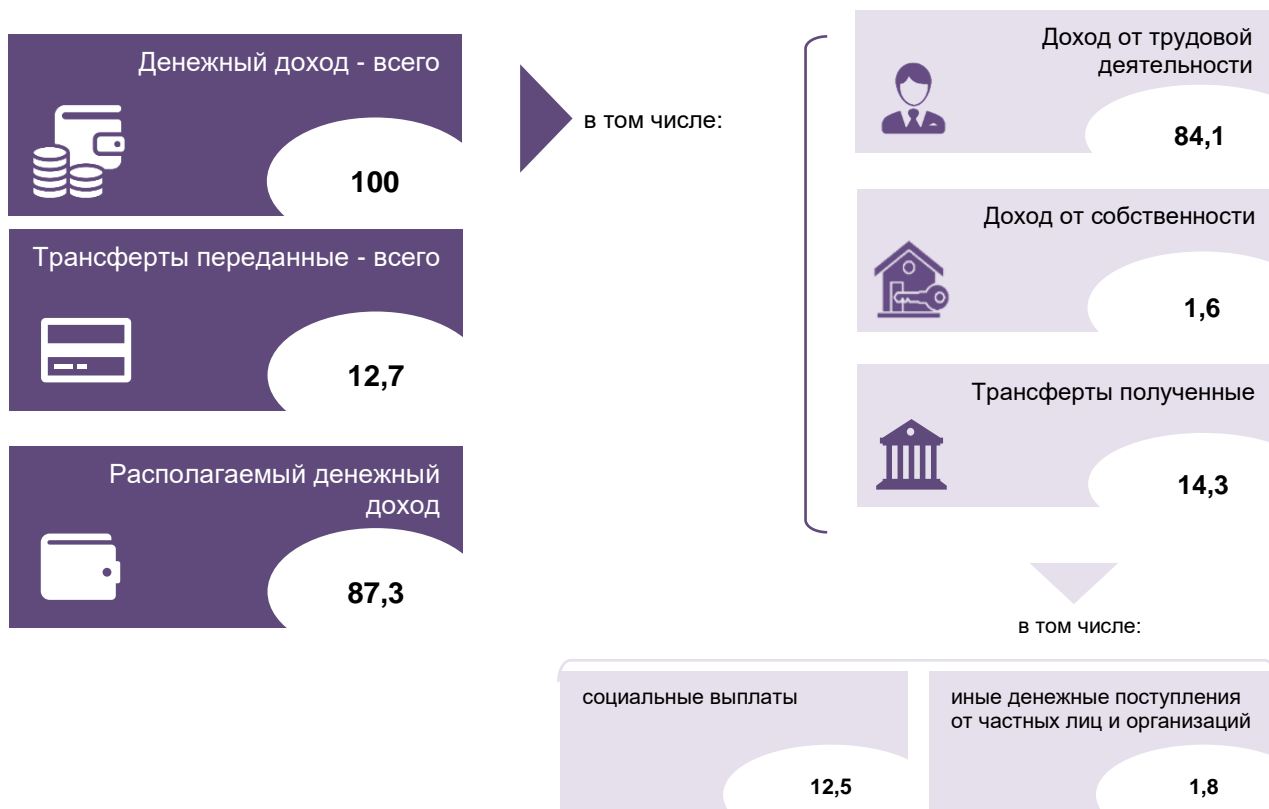 Денежный доход - всего
100
Трансферты переданные - всего
12,7
Располагаемый денежный
доход
87,3
в том числе:
Доход от трудовой
деятельности
84,1
Доход от собственности
1,6
Трансферты полученные
14,3
в том числе:
социальные выплаты
12,5
иные денежные поступления
от частных лиц и организаций
1,8